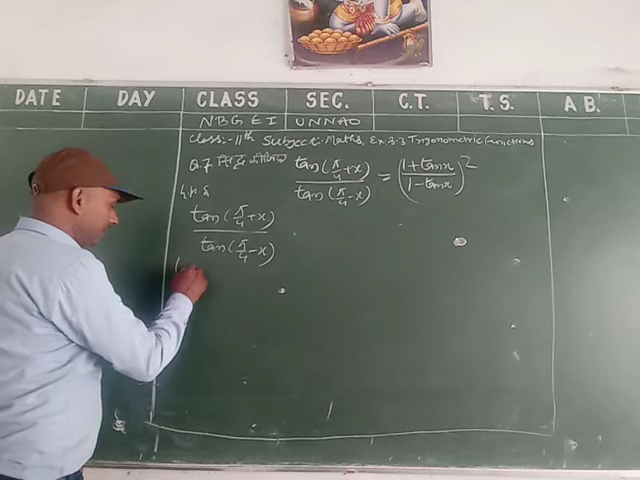 DATE DAY CLASS SEC. C.T. T.S. A B.
NBGEI UNNAO
Class:-11th Subject:- Maths, Ex. 3.3 Trigonometric Functions
Q.7 सिद्ध कीजिए tan(π/4+x)/tan(π/4-x) = ((1+tanx)/(1-tanx))^2
L.H.S
tan(π/4+x)
tan(π/4-x)
(